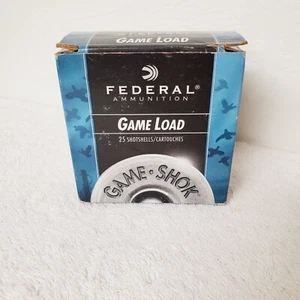 GAME LOAD
FEDERAL®
AMMUNITION
GAME LOAD
25 SHOTSHELLS/CARTOUCHES
GAME·SHOK